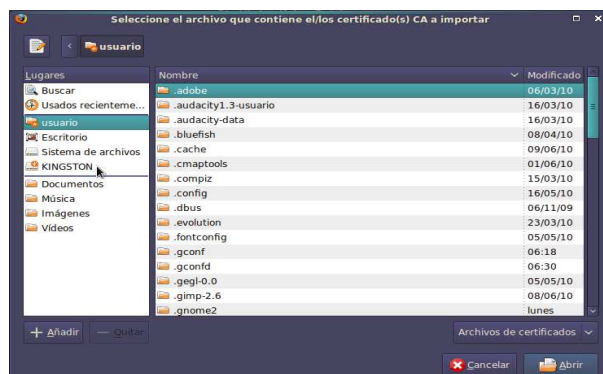 Seleccione el archivo que contiene el/los certificado(s) CA a importar
usuario
Lugares
Nombre
Modificado
Buscar
Usados recienteme...
usuario
Escritorio
Sistema de archivos
KINGSTON
Documentos
Música
Imágenes
Vídeos
.adobe 06/03/10
.audacity1.3-usuario 16/03/10
.audacity-data 16/03/10
.bluefish 08/04/10
.cache 09/06/10
.cmaptools 01/06/10
.compiz 15/03/10
.config 16/05/10
.dbus 06/11/09
.evolution 23/03/10
.fontconfig 05/05/10
.gconf 06:18
.gconfd 06:30
.gegl-0.0 05/05/10
.gimp-2.6 08/06/10
.gnome2 lunes
Añadir
Quitar
Archivos de certificados
Cancelar
Abrir